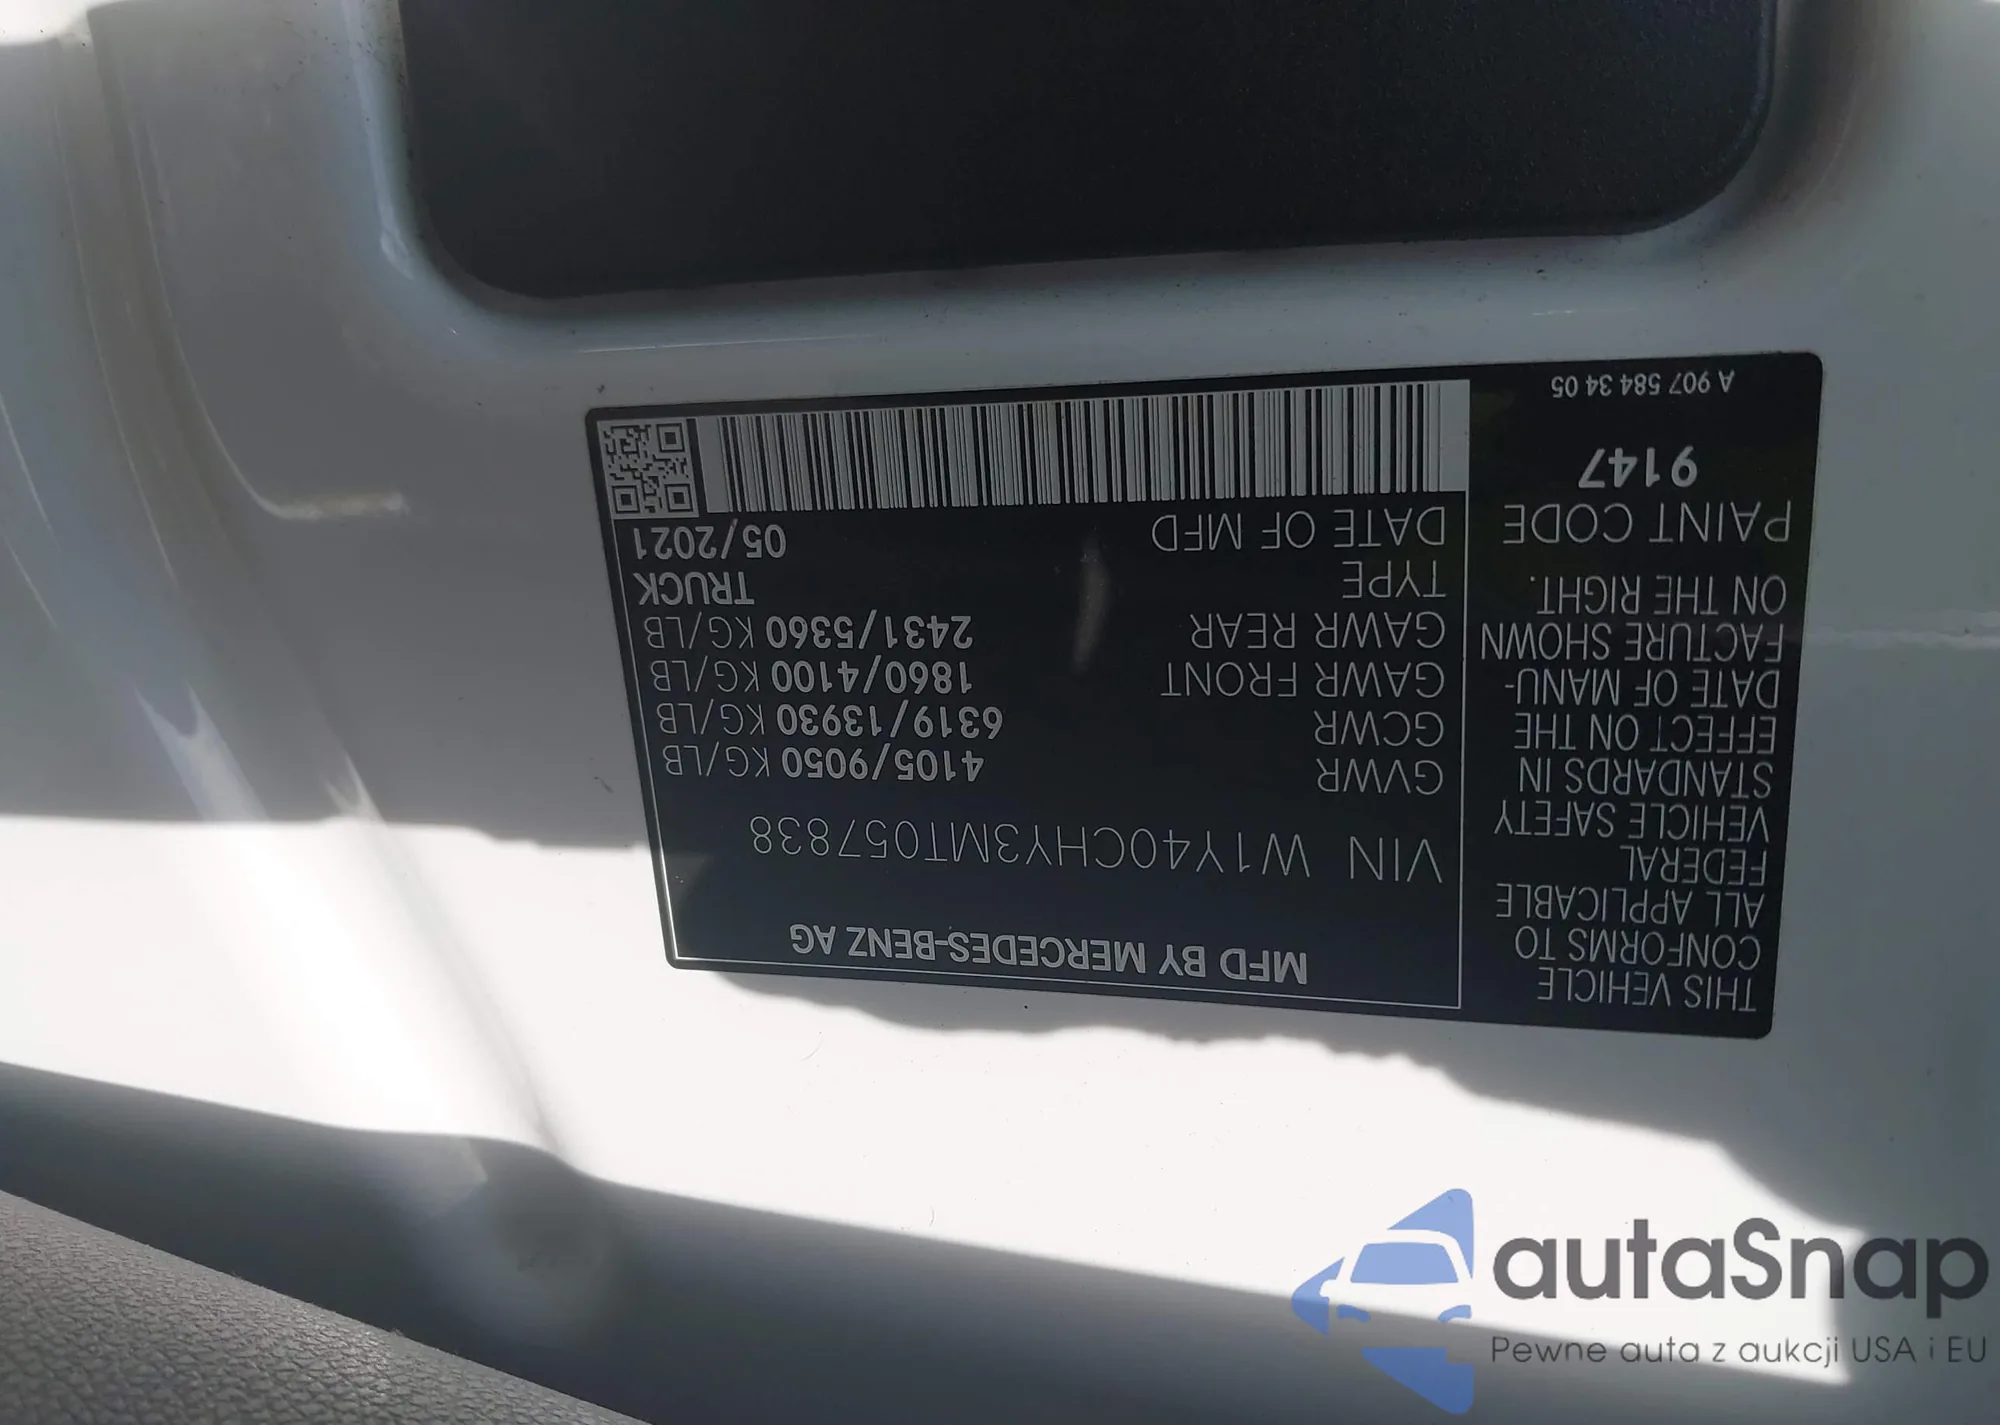 MFD BY MERCEDES-BENZ AG
VIN W1Y40CHY3MT057838
GVWR 4105/9050 KG/LB
GCWR 6319/13930 KG/LB
GAWR FRONT 1860/4100 KG/LB
GAWR REAR 2431/5360 KG/LB
TYPE TRUCK
DATE OF MFD 05/2021
THIS VEHICLE
CONFORMS TO
ALL APPLICABLE
FEDERAL
VEHICLE SAFETY
STANDARDS IN
EFFECT ON THE
DATE OF MANU-
FACTURE SHOWN
ON THE RIGHT.
PAINT CODE
9147
A 907 584 34 05
autaSnap
Pewne auta z aukcji USA i EU